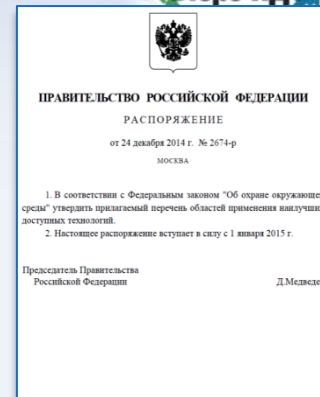 ПРАВИТЕЛЬСТВО РОССИЙСКОЙ ФЕДЕРАЦИИ
РАСПОРЯЖЕНИЕ
от 24 декабря 2014 г. № 2674-р
МОСКВА
1. В соответствии с Федеральным законом "Об охране окружающе
среды" утвердить прилагаемый перечень областей применения наилучши
доступных технологий.
2. Настоящее распоряжение вступает в силу с 1 января 2015 г.
Председатель Правительства
Российской Федерации Д.Медведе